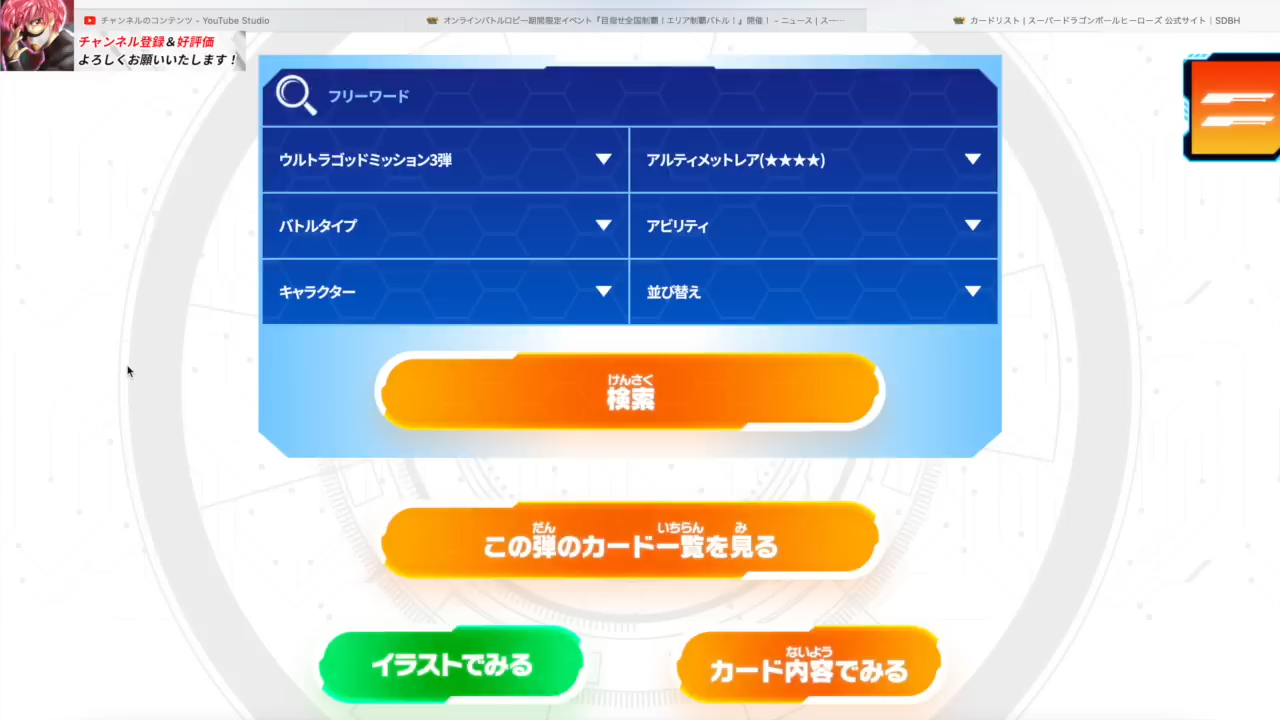 チャンネルのコンテンツ - YouTube Studio
オンラインバトルロビー期間限定イベント『目指せ全国制覇！エリア制覇バトル！』開催！ - ニュース | スー…
カードリスト | スーパードラゴンボールヒーローズ 公式サイト | SDBH
チャンネル登録＆好評価
よろしくお願いいたします！
フリーワード
ウルトラゴッドミッション3弾
アルティメットレア(★★★★)
バトルタイプ
アビリティ
キャラクター
並び替え
けんさく
検索
だん いちらん み
この弾のカード一覧を見る
イラストでみる
ないよう
カード内容でみる